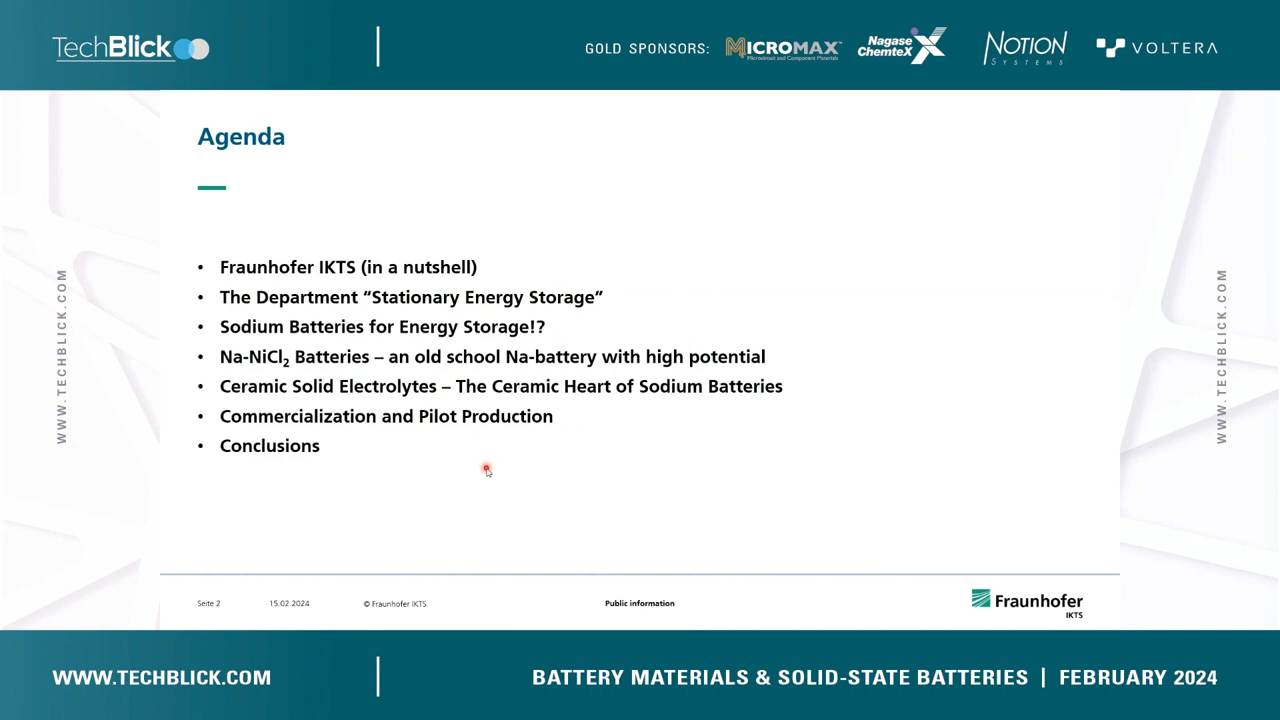 TechBlick
GOLD SPONSORS:
MICROMAX™
Microcircuit and Component Materials
Nagase
ChemteX
NOTION
SYSTEMS
VOLTERA
Agenda
• Fraunhofer IKTS (in a nutshell)
• The Department “Stationary Energy Storage”
• Sodium Batteries for Energy Storage!?
• Na-NiCl₂ Batteries – an old school Na-battery with high potential
• Ceramic Solid Electrolytes – The Ceramic Heart of Sodium Batteries
• Commercialization and Pilot Production
• Conclusions
WWW.TECHBLICK.COM
WWW.TECHBLICK.COM
Seite 2
15.02.2024
© Fraunhofer IKTS
Public information
Fraunhofer
IKTS
WWW.TECHBLICK.COM
BATTERY MATERIALS & SOLID-STATE BATTERIES | FEBRUARY 2024